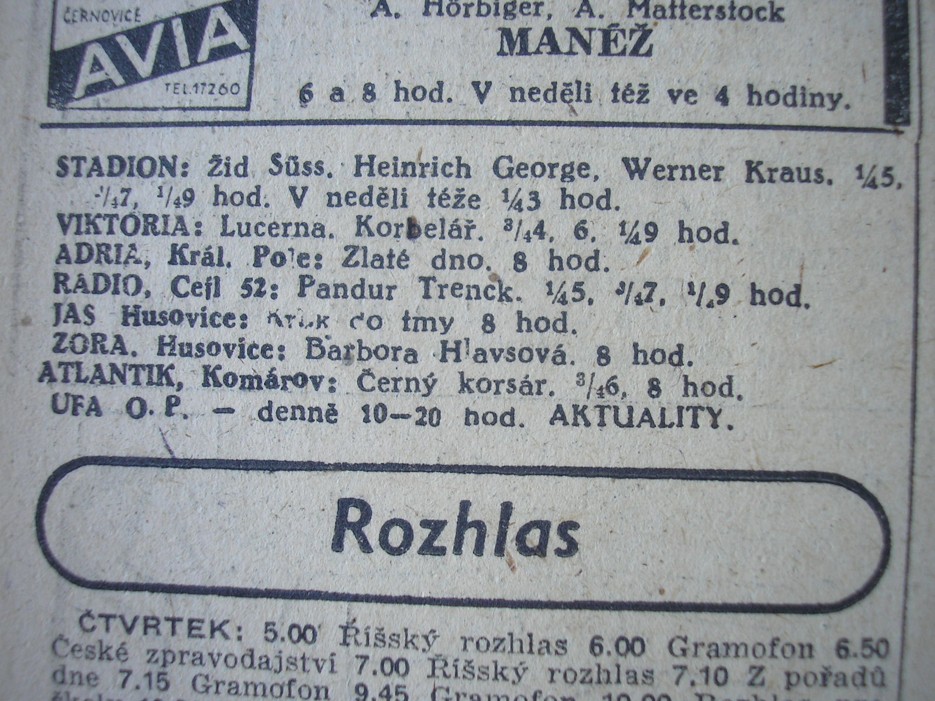 ČERNOVICE
AVIA
TEL.17260
A. Hörbiger, A. Matterstock
MANÉŽ
6 a 8 hod. V neděli též ve 4 hodiny.
STADION: Žid Süss. Heinrich George, Werner Kraus. ¼5,
¾7, ¼9 hod. V neděli téže ¼3 hod.
VIKTORIA: Lucerna. Korbelář. ¾4, 6, ¼9 hod.
ADRIA, Král. Pole: Zlaté dno. 8 hod.
RADIO, Cejl 52: Pandur Trenck. ¼5, ¾7, ¼9 hod.
JAS Husovice: do tmy 8 hod.
ZORA. Husovice: Barbora Hlavsová. 8 hod.
ATLANTIK, Komárov: Černý korsár. ¾6, 8 hod.
UFA O. P. — denně 10—20 hod. AKTUALITY.
Rozhlas
ČTVRTEK: 5.00 Říšský rozhlas 6.00 Gramofon 6.50
České zpravodajství 7.00 Říšský rozhlas 7.10 Z pořadů
dne 7.15 Gramofon 9.45 Gramofon